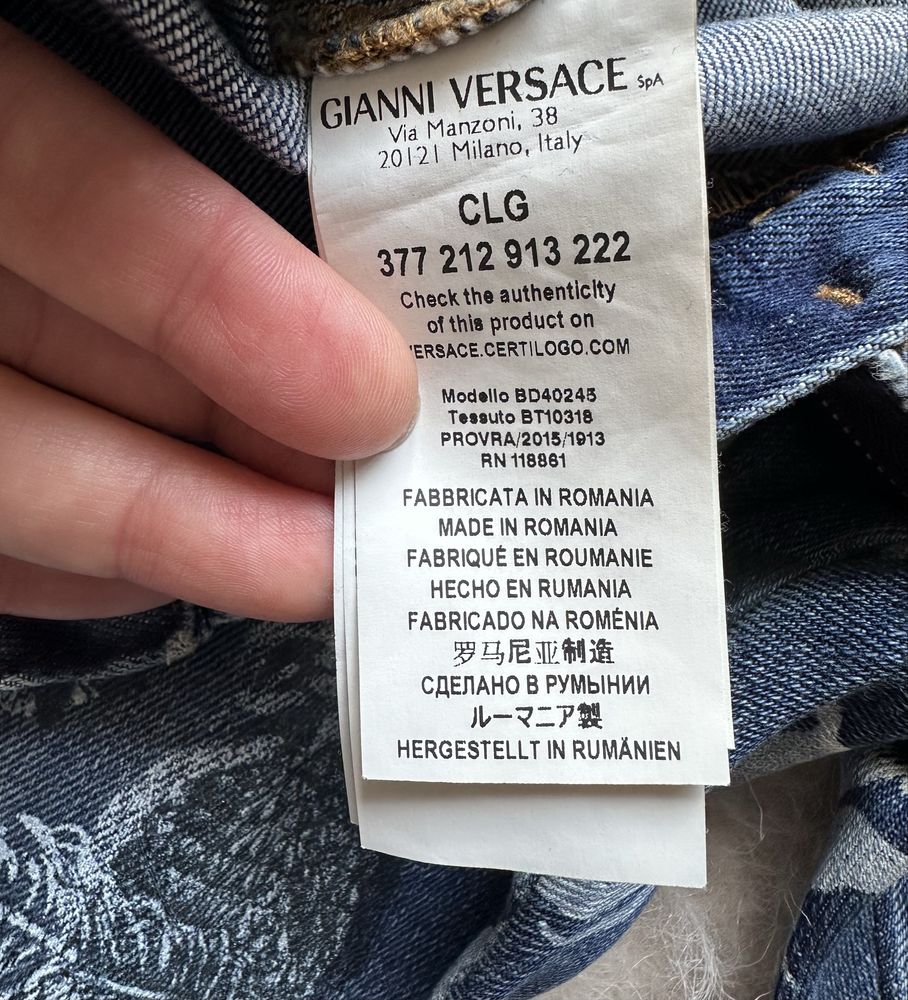 GIANNI VERSACE SpA
Via Manzoni, 38
20121 Milano, Italy
CLG
377 212 913 222
Check the authenticity
of this product on
ERSACE.CERTILOGO.COM
Modello BD40245
Tessuto BT10318
PROVRA/2015/1913
RN 118861
FABBRICATA IN ROMANIA
MADE IN ROMANIA
FABRIQUÉ EN ROUMANIE
HECHO EN RUMANIA
FABRICADO NA ROMÉNIA
罗马尼亚制造
СДЕЛАНО В РУМЫНИИ
ルーマニア製
HERGESTELLT IN RUMÄNIEN